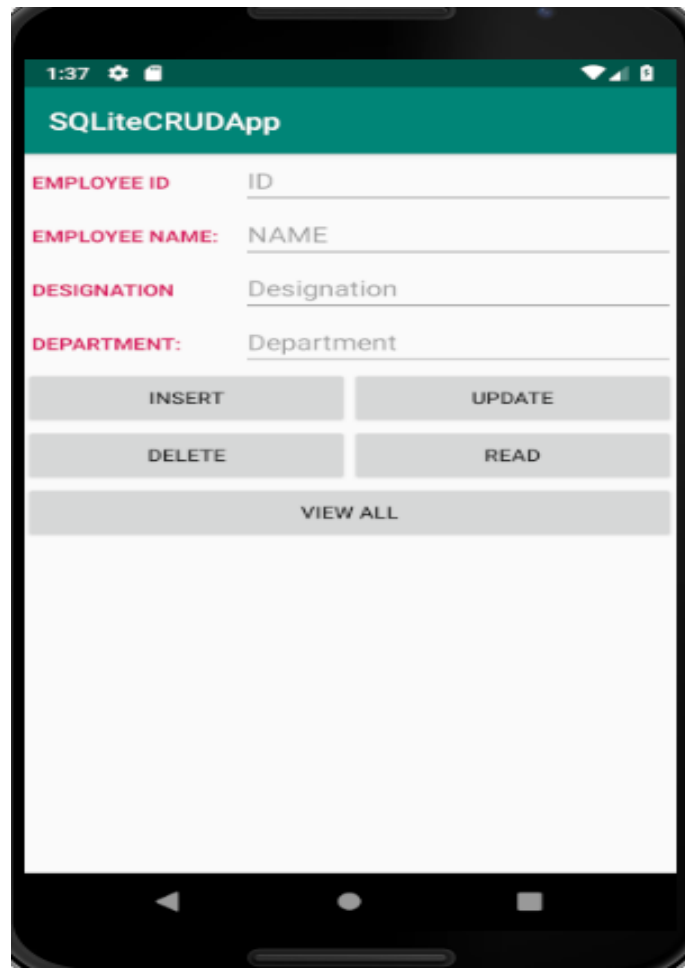 1:37
SQLiteCRUDApp
EMPLOYEE ID ID
EMPLOYEE NAME: NAME
DESIGNATION Designation
DEPARTMENT: Department
INSERT UPDATE
DELETE READ
VIEW ALL